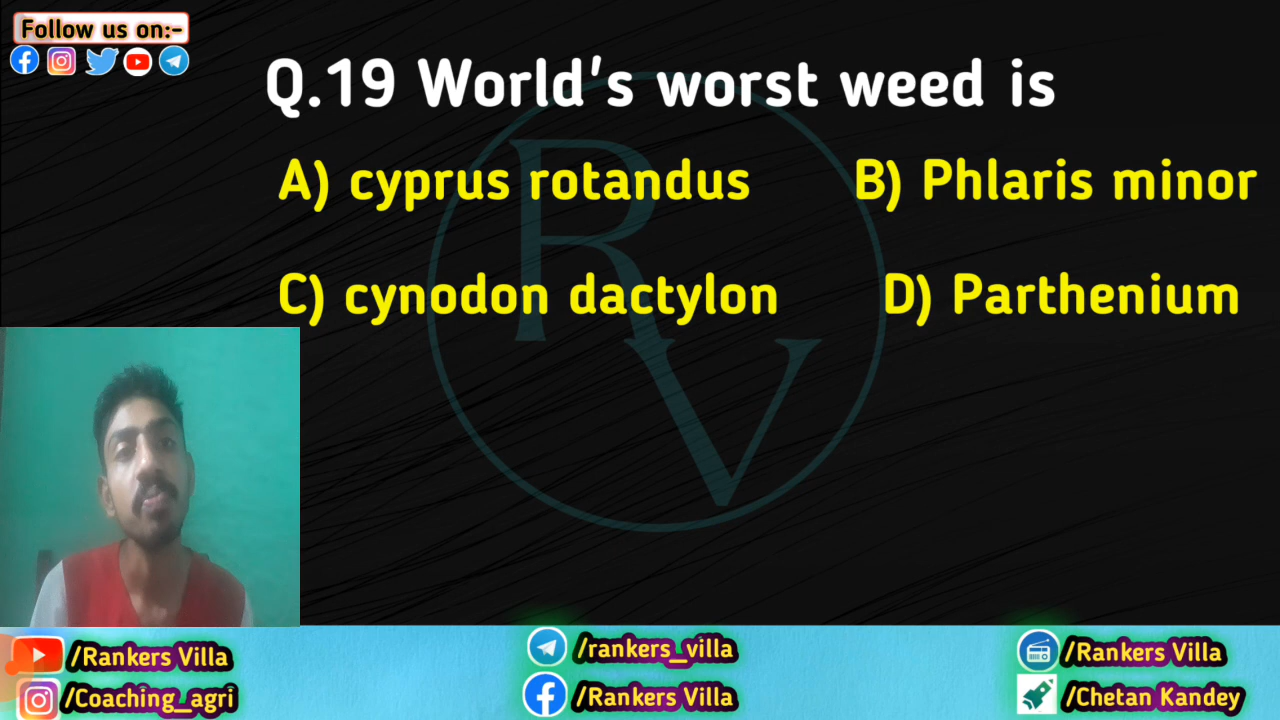 Follow us on:-
Q.19 World's worst weed is
A) cyprus rotandus B) Phlaris minor
C) cynodon dactylon D) Parthenium
RV
/Rankers Villa /rankers_villa /Rankers Villa
/Coaching_agri /Rankers Villa /Chetan Kandey